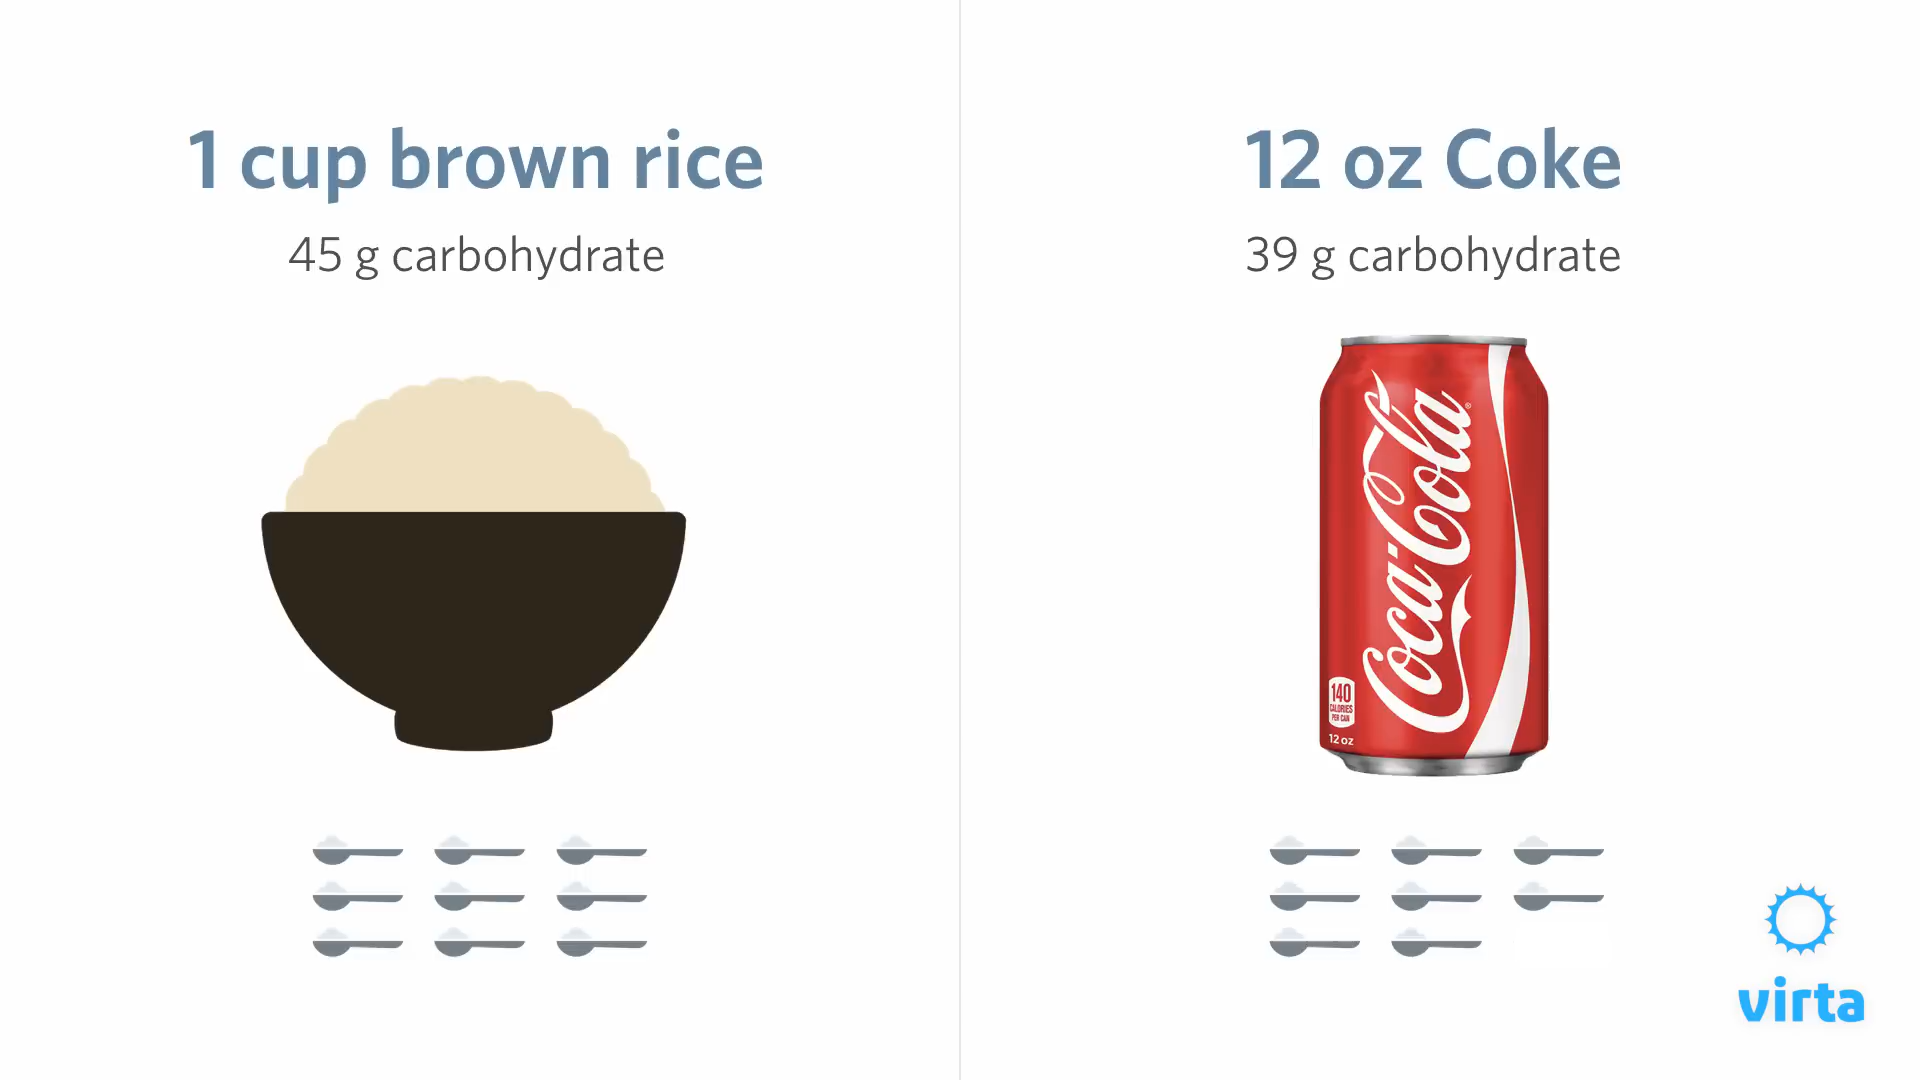 1 cup brown rice
45 g carbohydrate
12 oz Coke
39 g carbohydrate
Coca-Cola
®
140
CALORIES
PER CAN
12 oz
virta